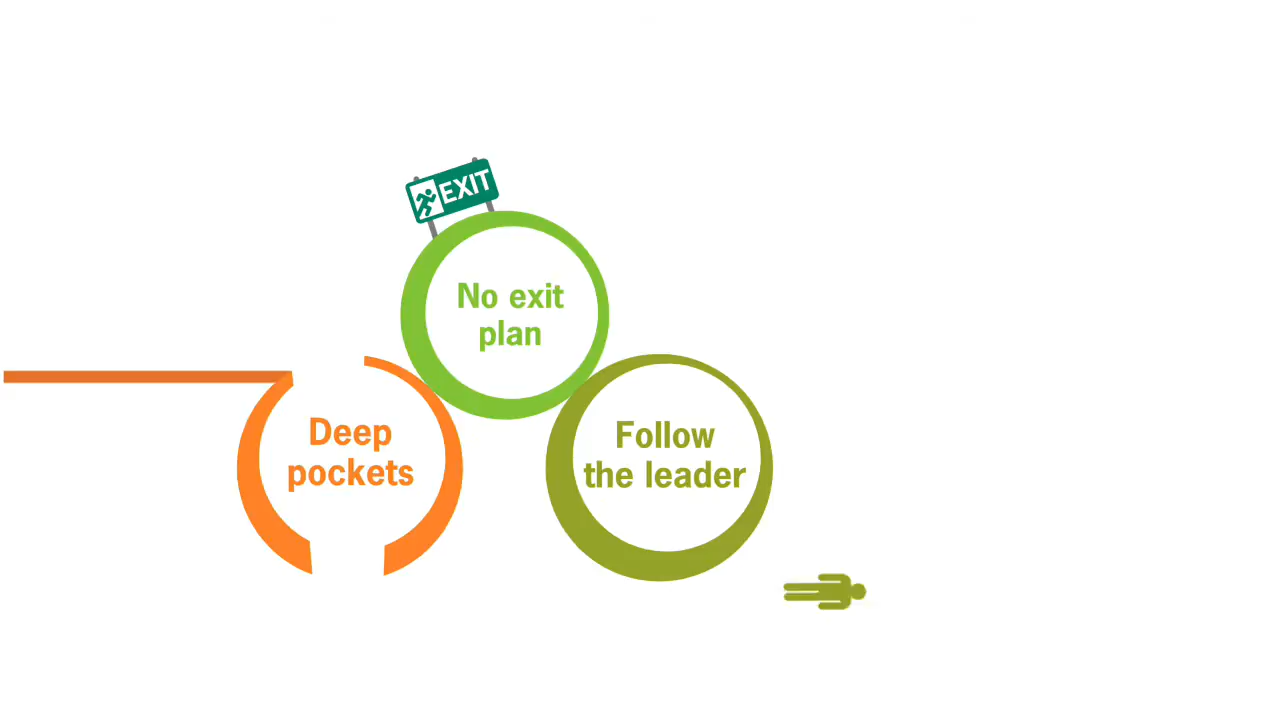 EXIT
No exit
plan
Deep
pockets
Follow
the leader